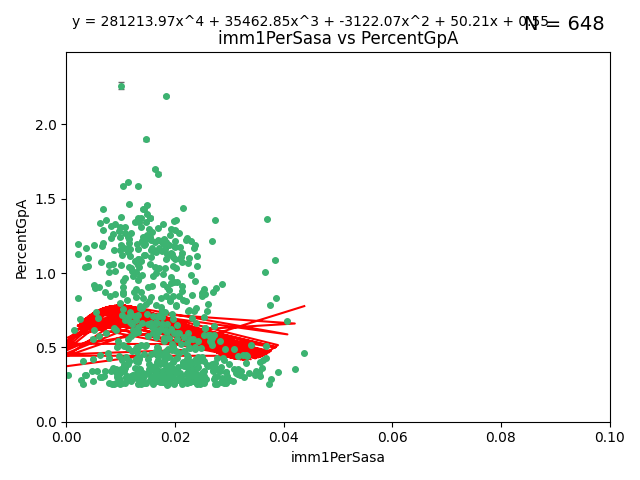 y = 281213.97x^4 + 35462.85x^3 + -3122.07x^2 + 50.21x + 0.55
N = 648
imm1PerSasa vs PercentGpA
PercentGpA
2.0
1.5
1.0
0.5
0.0
0.00 0.02 0.04 0.06 0.08 0.10
imm1PerSasa